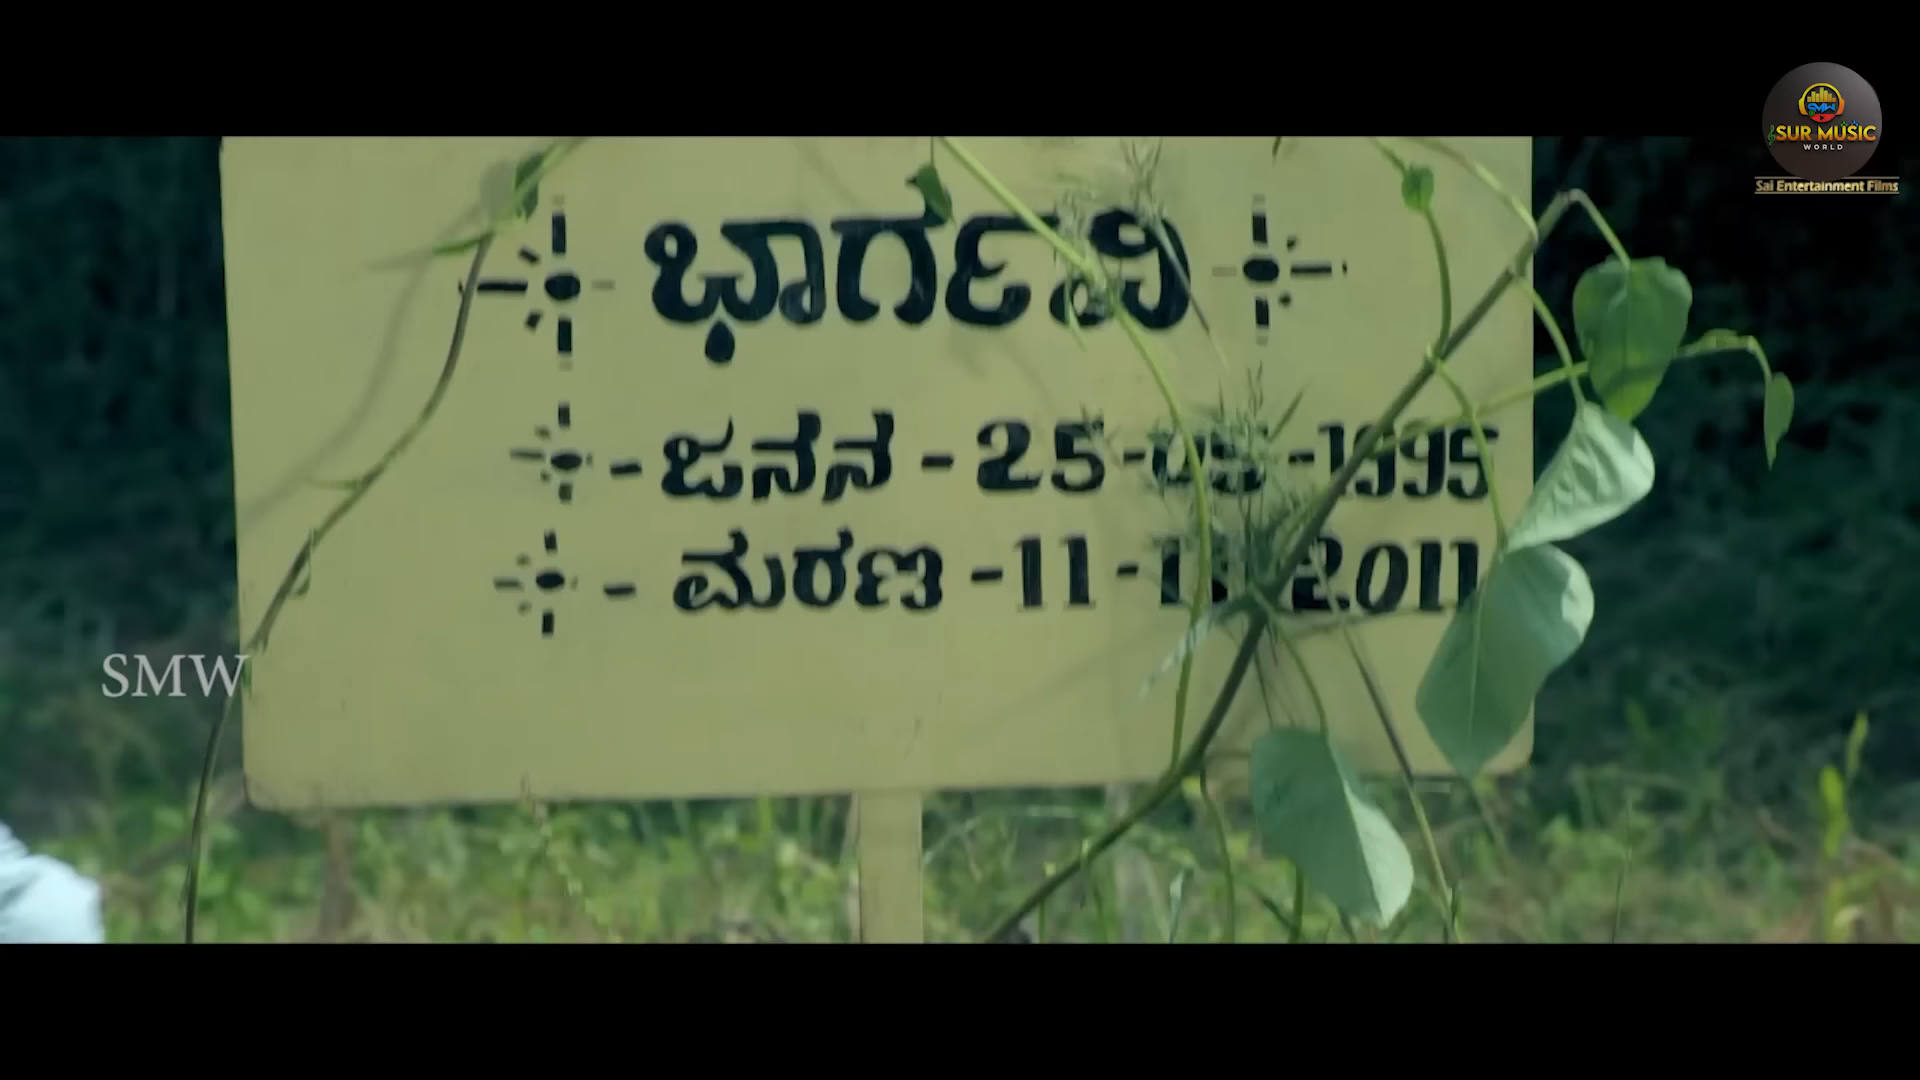 SUR MUSIC
WORLD
Sai Entertainment Films
ಭಾರ್ಗವಿ
- ಜನನ - 25- -1995
- ಮರಣ -11- 2011
SMW